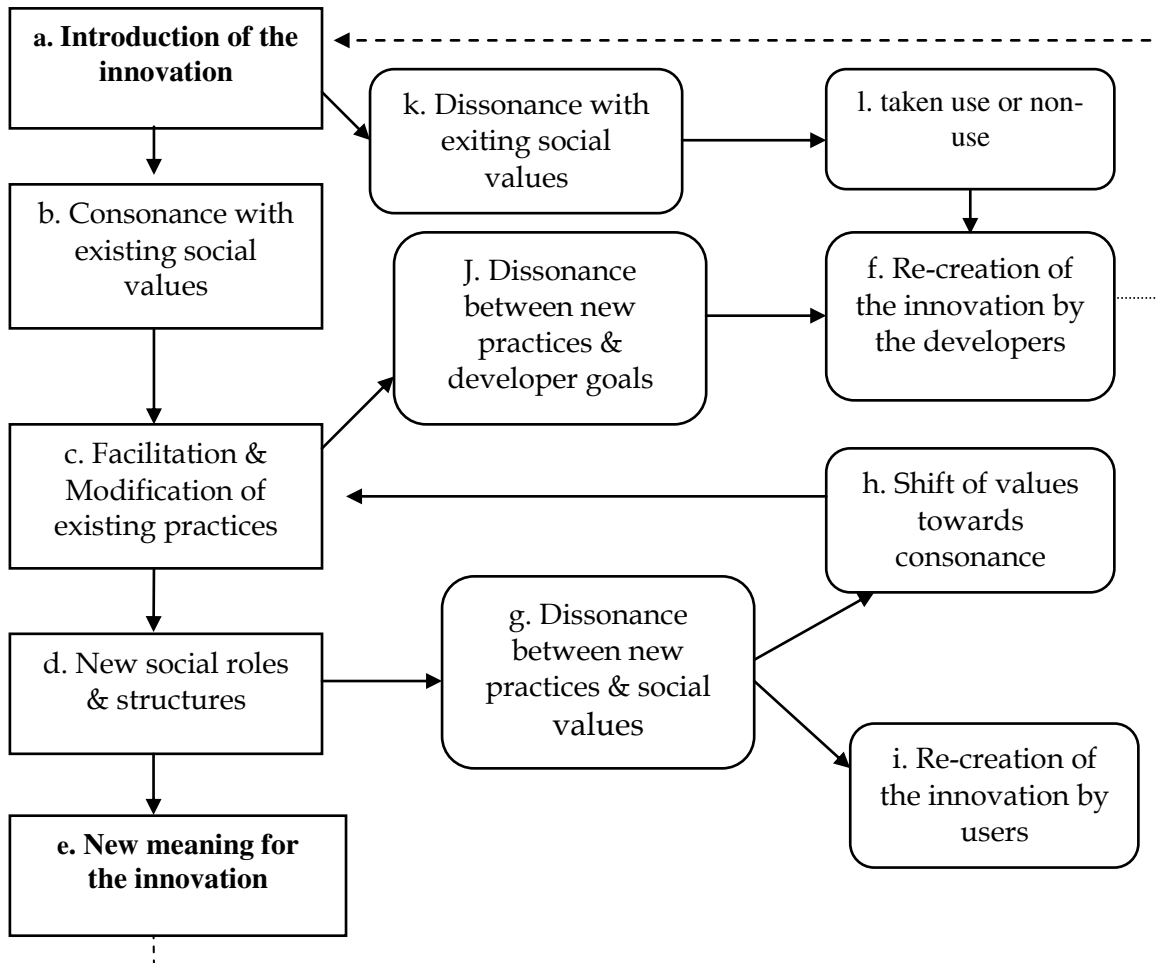 a. Introduction of the
innovation
k. Dissonance with
exiting social
values
l. taken use or non-
use
b. Consonance with
existing social
values
J. Dissonance
between new
practices &
developer goals
f. Re-creation of
the innovation by
the developers
c. Facilitation &
Modification of
existing practices
h. Shift of values
towards
consonance
d. New social roles
& structures
g. Dissonance
between new
practices & social
values
i. Re-creation of
the innovation by
users
e. New meaning for
the innovation